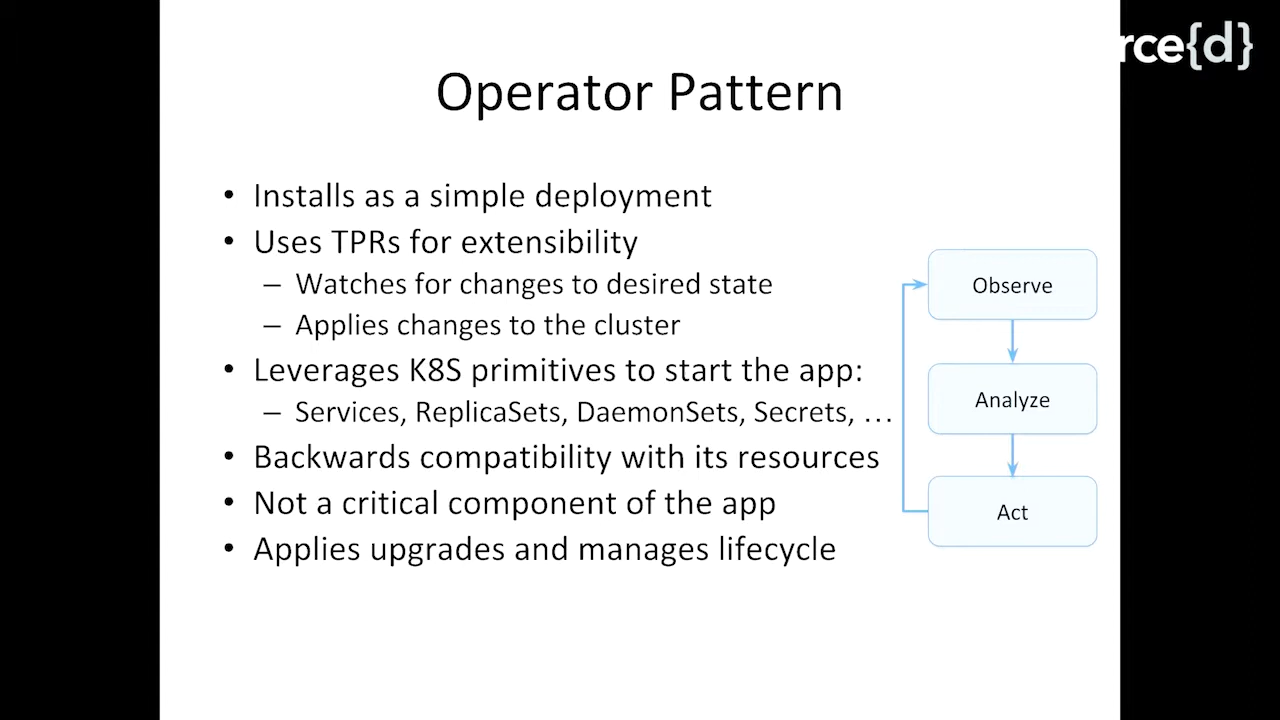 rce{d}
Operator Pattern
• Installs as a simple deployment
• Uses TPRs for extensibility
– Watches for changes to desired state
– Applies changes to the cluster
• Leverages K8S primitives to start the app:
– Services, ReplicaSets, DaemonSets, Secrets, …
• Backwards compatibility with its resources
• Not a critical component of the app
• Applies upgrades and manages lifecycle
Observe
Analyze
Act